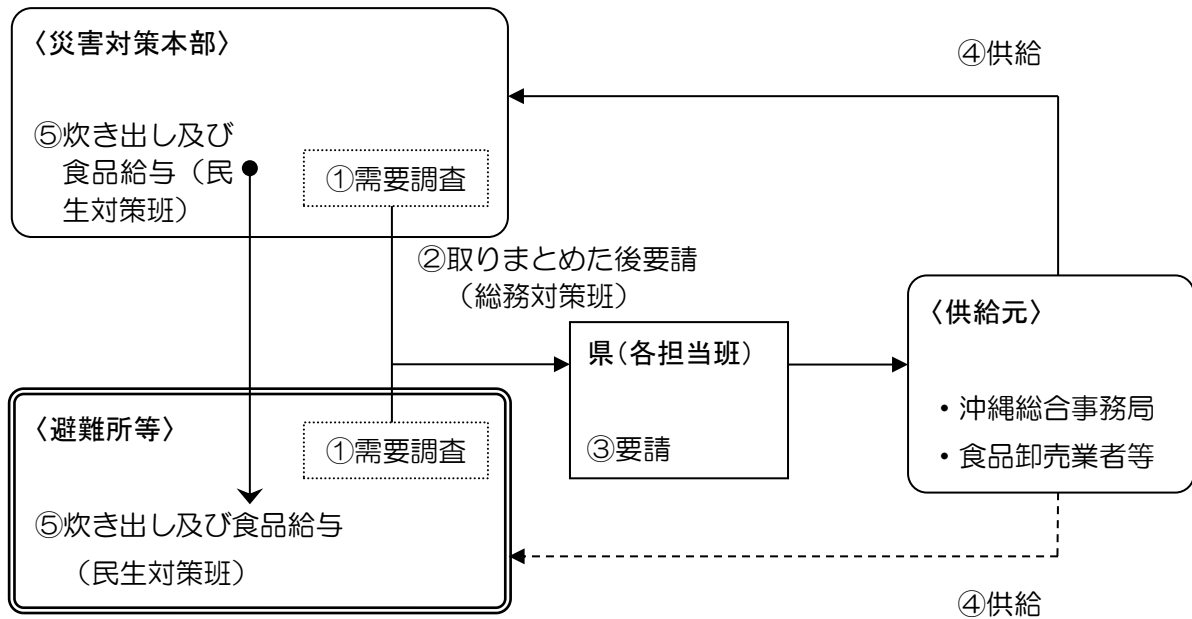 〈災害対策本部〉
④供給
⑤炊き出し及び
食品給与（民
生対策班）
①需要調査
②取りまとめた後要請
（総務対策班）
県（各担当班）
③要請
〈供給元〉
・沖縄総合事務局
・食品卸売業者等
〈避難所等〉
①需要調査
⑤炊き出し及び食品給与
（民生対策班）
④供給